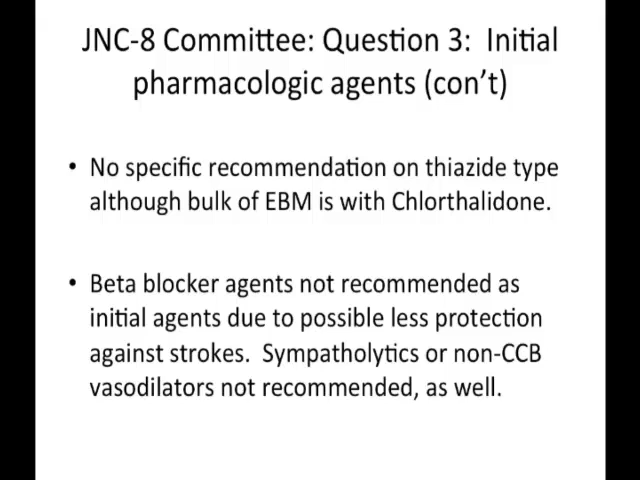 JNC-8 Committee: Question 3:  Initial
pharmacologic agents (con't)
• No specific recommendation on thiazide type
although bulk of EBM is with Chlorthalidone.
• Beta blocker agents not recommended as
initial agents due to possible less protection
against strokes.  Sympatholytics or non-CCB
vasodilators not recommended, as well.